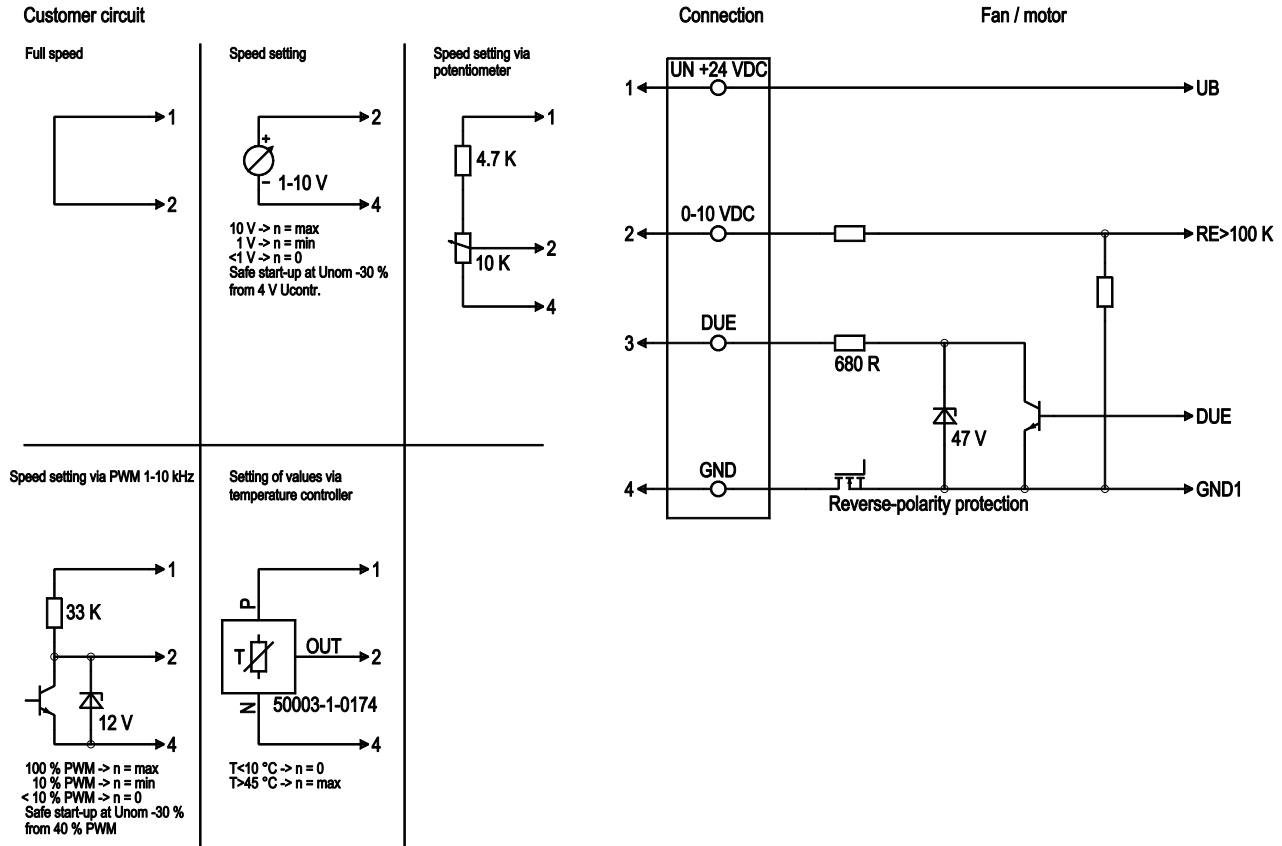 Customer circuit
Full speed
1
2
Speed setting
2
+
−
1-10 V
4
10 V -> n = max
1 V -> n = min
<1 V -> n = 0
Safe start-up at Unom -30 %
from 4 V Ucontr.
Speed setting via
potentiometer
1
4.7 K
2
10 K
4
Speed setting via PWM 1-10 kHz
1
33 K
2
12 V
4
100 % PWM -> n = max
10 % PWM -> n = min
< 10 % PWM -> n = 0
Safe start-up at Unom -30 %
from 40 % PWM
Setting of values via
temperature controller
1
P
T
OUT
2
N
50003-1-0174
4
T<10 °C -> n = 0
T>45 °C -> n = max
Connection
Fan / motor
UN +24 VDC
1
UB
0-10 VDC
2
RE>100 K
DUE
3
680 R
47 V
DUE
GND
4
GND1
Reverse-polarity protection